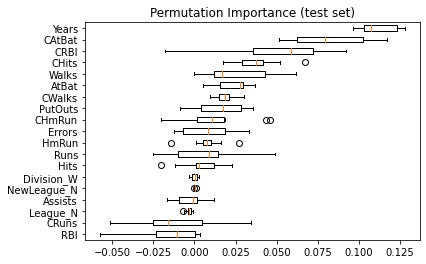 Permutation Importance (test set)
Years
CAtBat
CRBI
CHits
Walks
AtBat
CWalks
PutOuts
CHmRun
Errors
HmRun
Runs
Hits
Division_W
NewLeague_N
Assists
League_N
CRuns
RBI
−0.050 −0.025 0.000 0.025 0.050 0.075 0.100 0.125